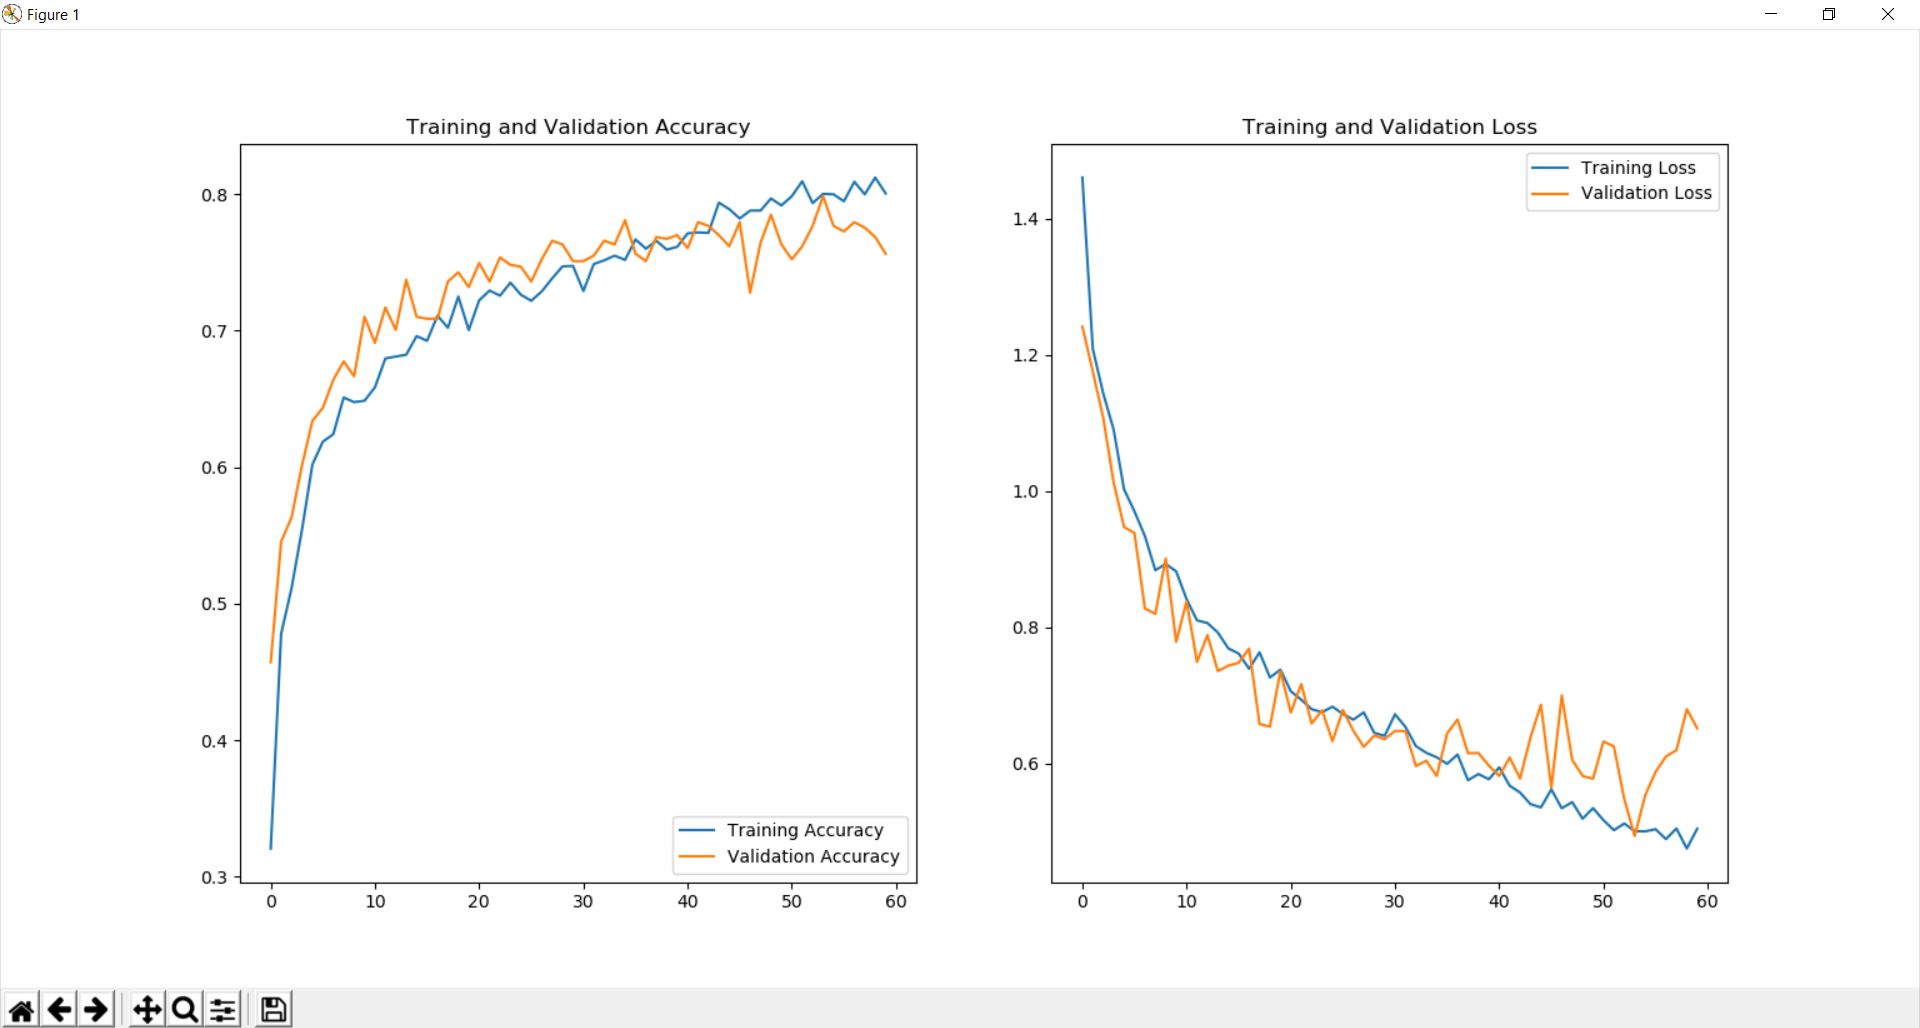 Figure 1
Training and Validation Accuracy
0.8
0.7
0.6
0.5
0.4
0.3
0 10 20 30 40 50 60
Training Accuracy
Validation Accuracy
Training and Validation Loss
1.4
1.2
1.0
0.8
0.6
0 10 20 30 40 50 60
Training Loss
Validation Loss